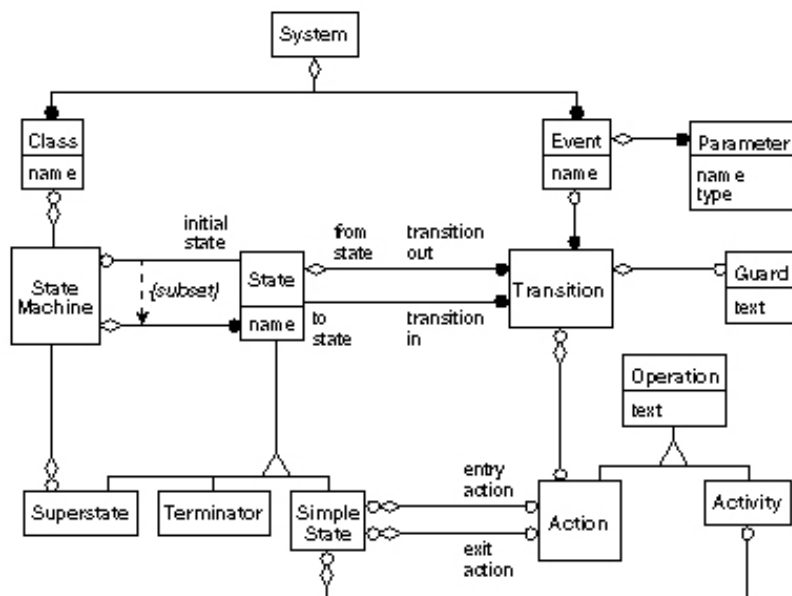 System
Class
name
Event
name
Parameter
name
type
initial
state
from
state
transition
out
State
Machine
{subset}
State
name
to
state
transition
in
Transition
Guard
text
Operation
text
Superstate
Terminator
Simple
State
entry
action
exit
action
Action
Activity